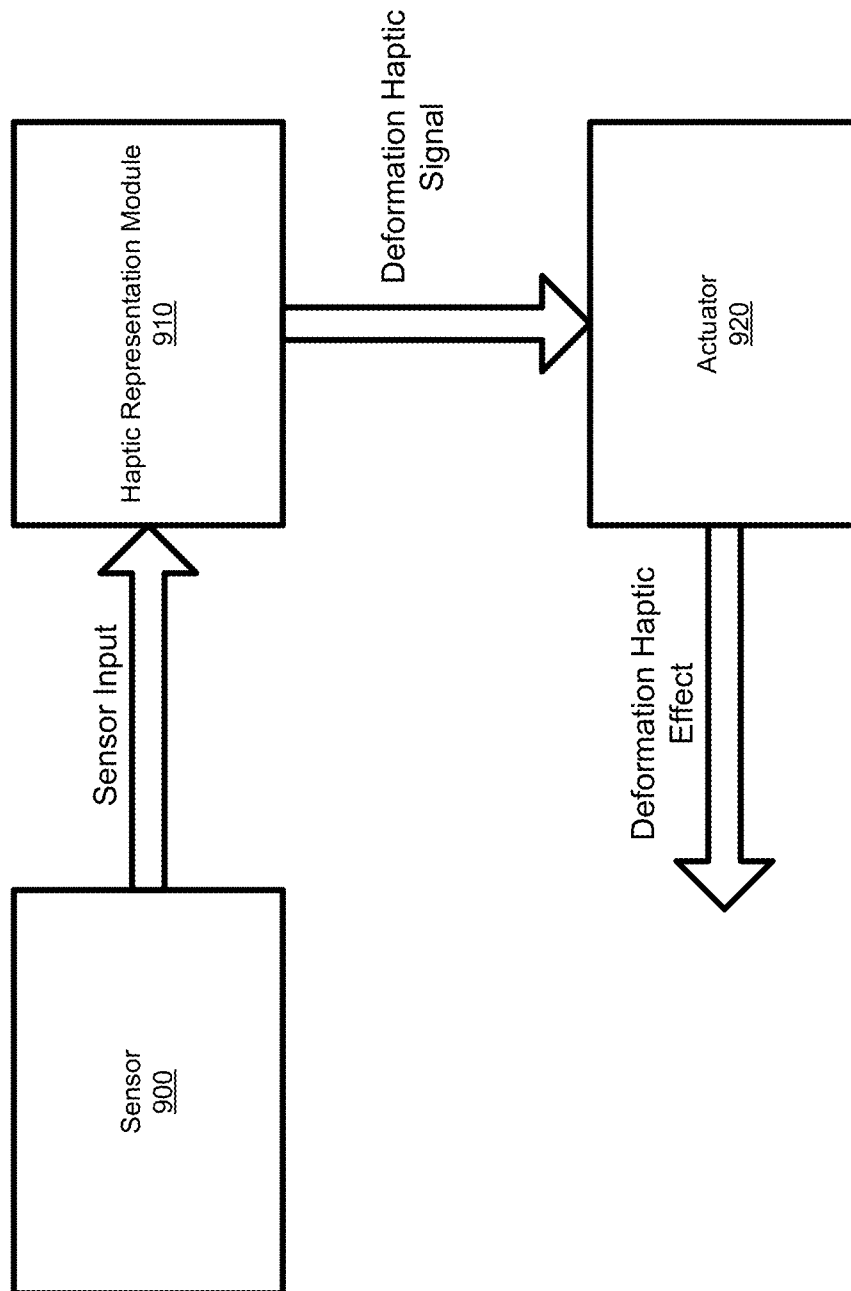 Sensor
900
Sensor Input
Haptic Representation Module
910
Deformation Haptic
Signal
Actuator
920
Deformation Haptic
Effect